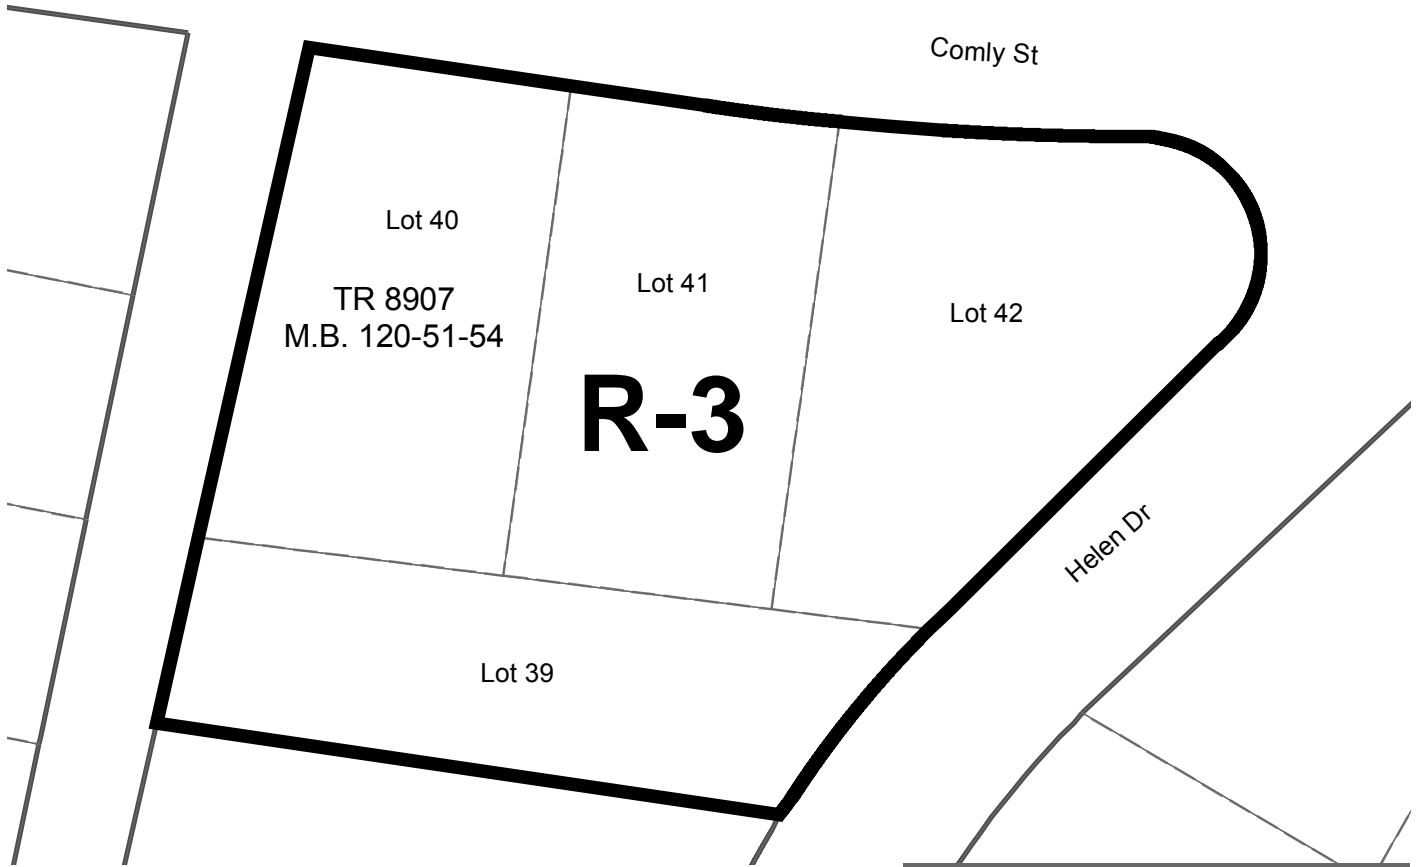 Comly St
Lot 40
TR 8907
M.B. 120-51-54
Lot 41
Lot 42
R-3
Helen Dr
Lot 39